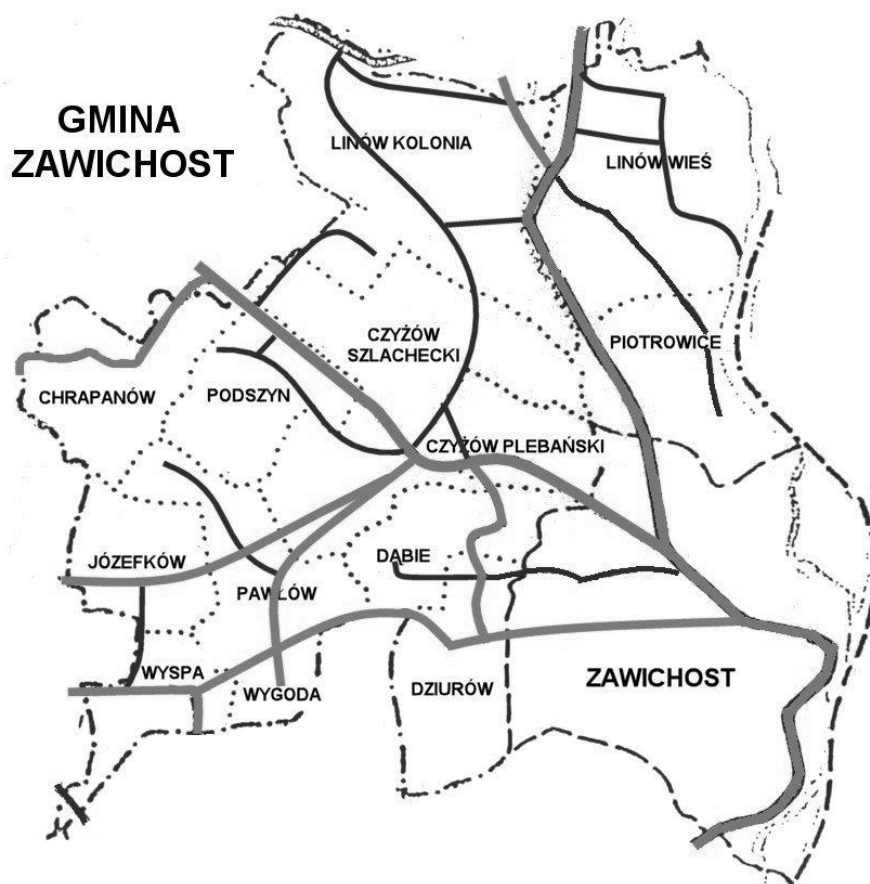 GMINA
ZAWICHOST
LINÓW KOLONIA
LINÓW WIEŚ
CZYŻÓW
SZLACHECKI
PIOTROWICE
CHRAPANÓW
PODSZYN
CZYŻÓW PLEBAŃSKI
JÓZEFKÓW
DĄBIE
PAWŁÓW
WYSPA
WYGODA
DZIURÓW
ZAWICHOST